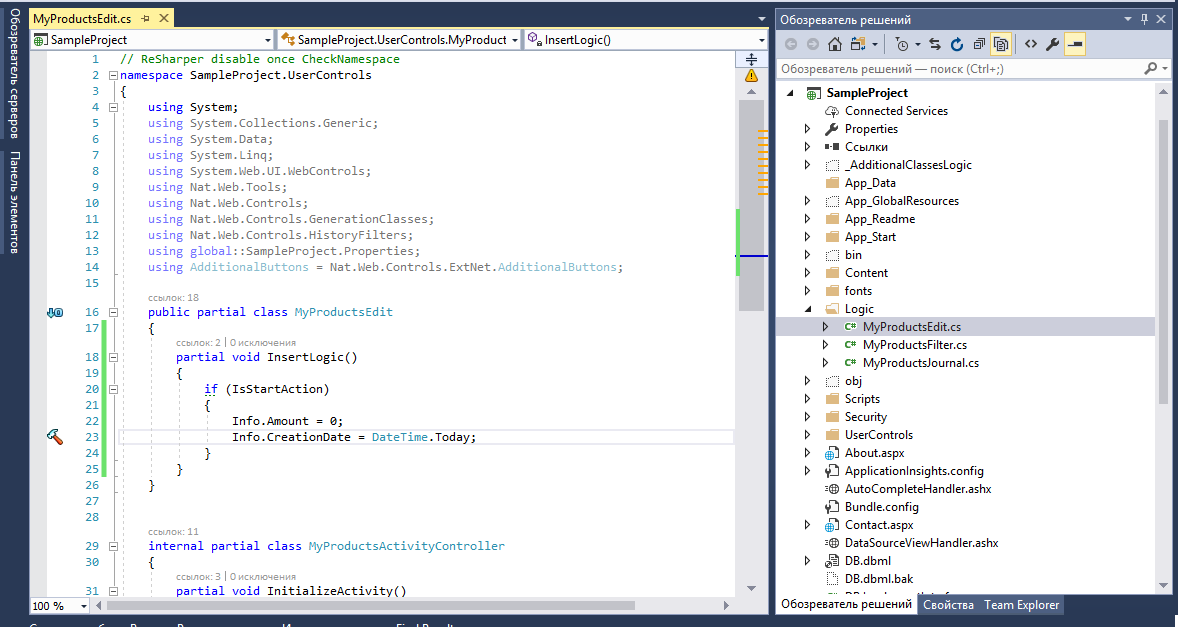 Обозреватель серверов
Панель элементов
MyProductsEdit.cs
SampleProject
SampleProject.UserControls.MyProduct
InsertLogic()
1 // ReSharper disable once CheckNamespace
2 namespace SampleProject.UserControls
3 {
4 using System;
5 using System.Collections.Generic;
6 using System.Data;
7 using System.Linq;
8 using System.Web.UI.WebControls;
9 using Nat.Web.Tools;
10 using Nat.Web.Controls;
11 using Nat.Web.Controls.GenerationClasses;
12 using Nat.Web.Controls.HistoryFilters;
13 using global::SampleProject.Properties;
14 using AdditionalButtons = Nat.Web.Controls.ExtNet.AdditionalButtons;
15
ссылок: 18
16 public partial class MyProductsEdit
17 {
ссылок: 2 | 0 исключения
18 partial void InsertLogic()
19 {
20 if (IsStartAction)
21 {
22 Info.Amount = 0;
23 Info.CreationDate = DateTime.Today;
24 }
25 }
26 }
27
28
ссылок: 11
29 internal partial class MyProductsActivityController
30 {
ссылок: 3 | 0 исключения
31 partial void InitializeActivity()
100 %
Обозреватель решений
Обозреватель решений — поиск (Ctrl+;)
SampleProject
Connected Services
Properties
Ссылки
_AdditionalClassesLogic
App_Data
App_GlobalResources
App_Readme
App_Start
bin
Content
fonts
Logic
C# MyProductsEdit.cs
C# MyProductsFilter.cs
C# MyProductsJournal.cs
obj
Scripts
Security
UserControls
About.aspx
ApplicationInsights.config
AutoCompleteHandler.ashx
Bundle.config
Contact.aspx
DataSourceViewHandler.ashx
DB.dbml
DB.dbml.bak
Обозреватель решений Свойства Team Explorer